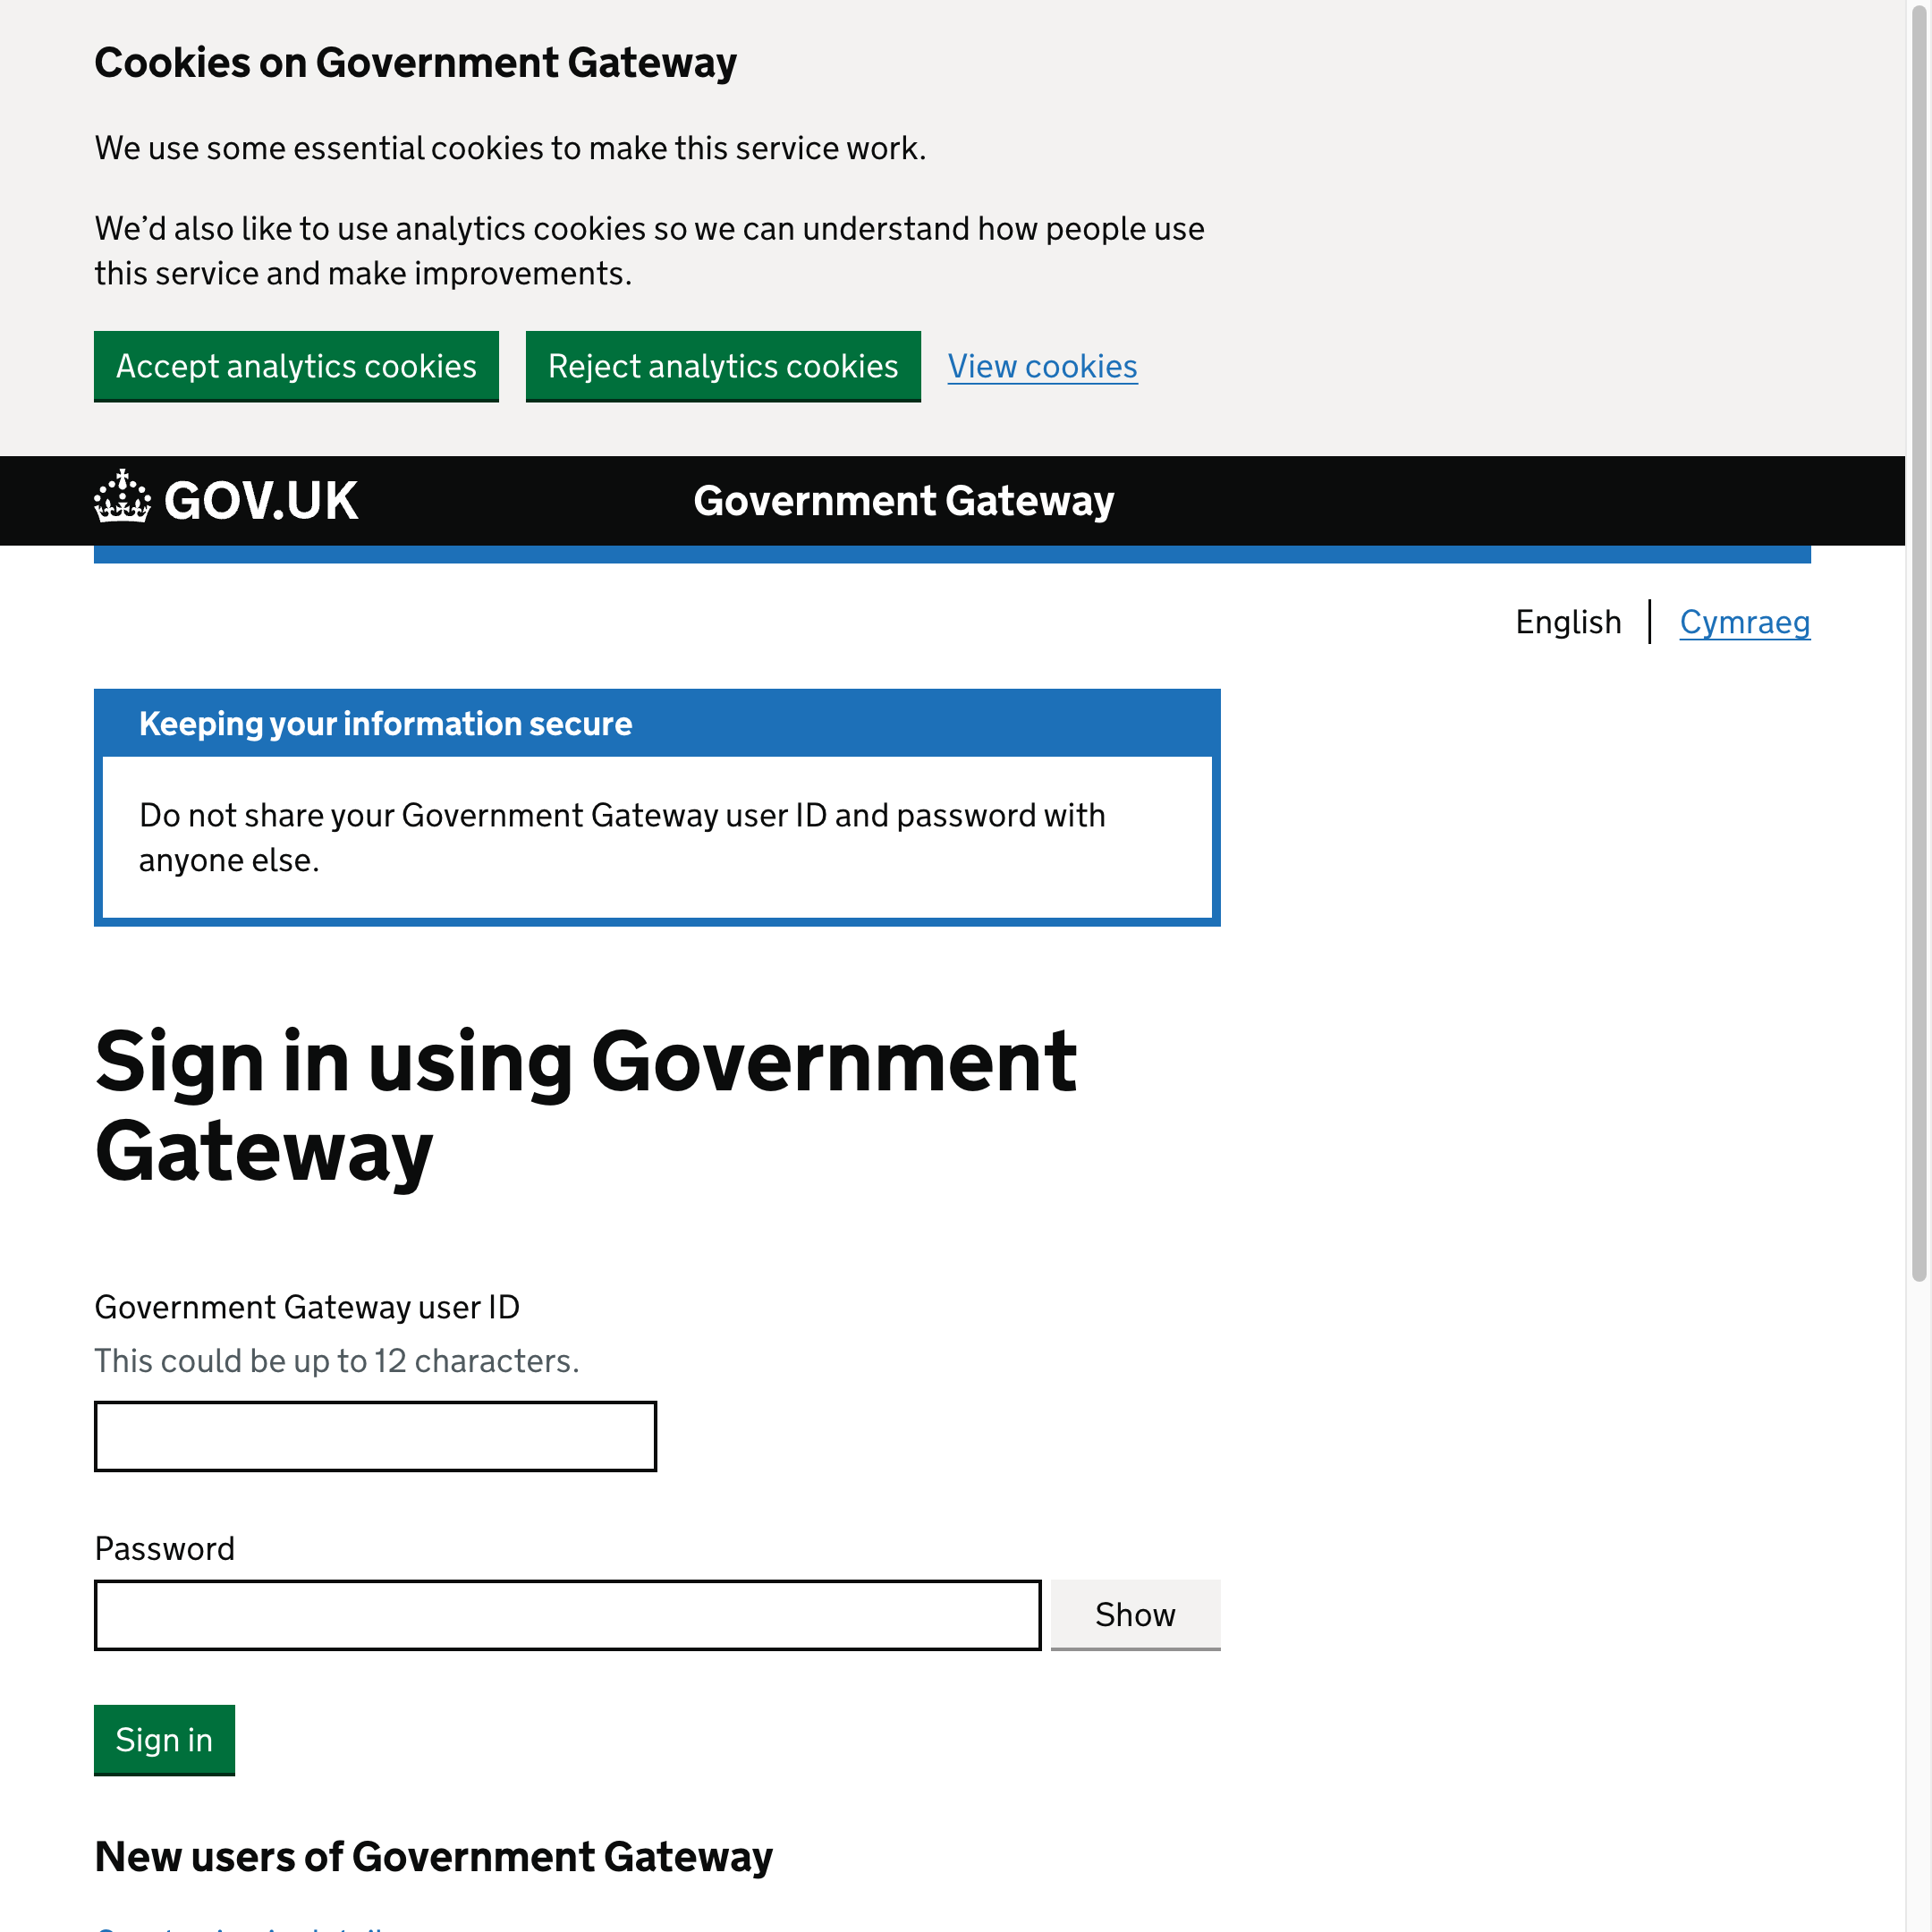 Cookies on Government Gateway
We use some essential cookies to make this service work.
We’d also like to use analytics cookies so we can understand how people use
this service and make improvements.
Accept analytics cookies
Reject analytics cookies
View cookies
GOV.UK
Government Gateway
English
Cymraeg
Keeping your information secure
Do not share your Government Gateway user ID and password with
anyone else.
Sign in using Government
Gateway
Government Gateway user ID
This could be up to 12 characters.
Password
Show
Sign in
New users of Government Gateway